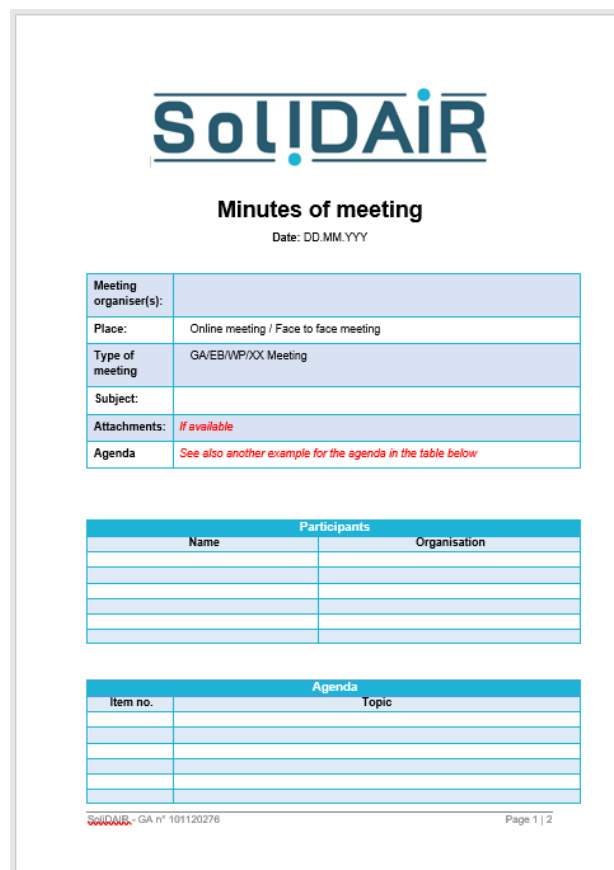 SolIDAiR
Minutes of meeting
Date: DD.MM.YYY
Meeting organiser(s):
Place: Online meeting / Face to face meeting
Type of meeting GA/EB/WP/XX Meeting
Subject:
Attachments: If available
Agenda See also another example for the agenda in the table below
Participants
Name Organisation
Agenda
Item no. Topic
SoliDAIR - GA n° 101120276 Page 1 | 2